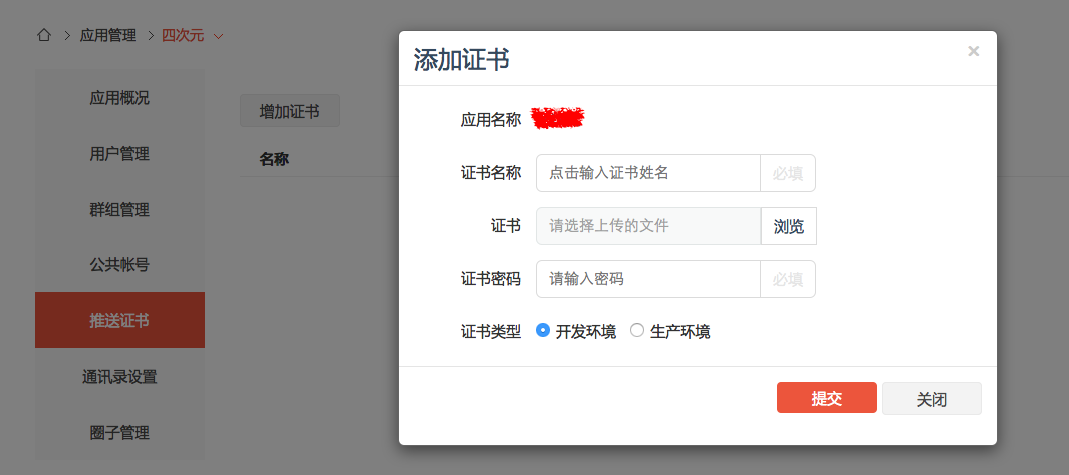 应用管理 四次元
应用概况
用户管理
群组管理
公共帐号
推送证书
通讯录设置
圈子管理
增加证书
名称
添加证书 ×
应用名称
证书名称 点击输入证书姓名 必填
证书 请选择上传的文件 浏览
证书密码 请输入密码 必填
证书类型 开发环境 生产环境
提交 关闭